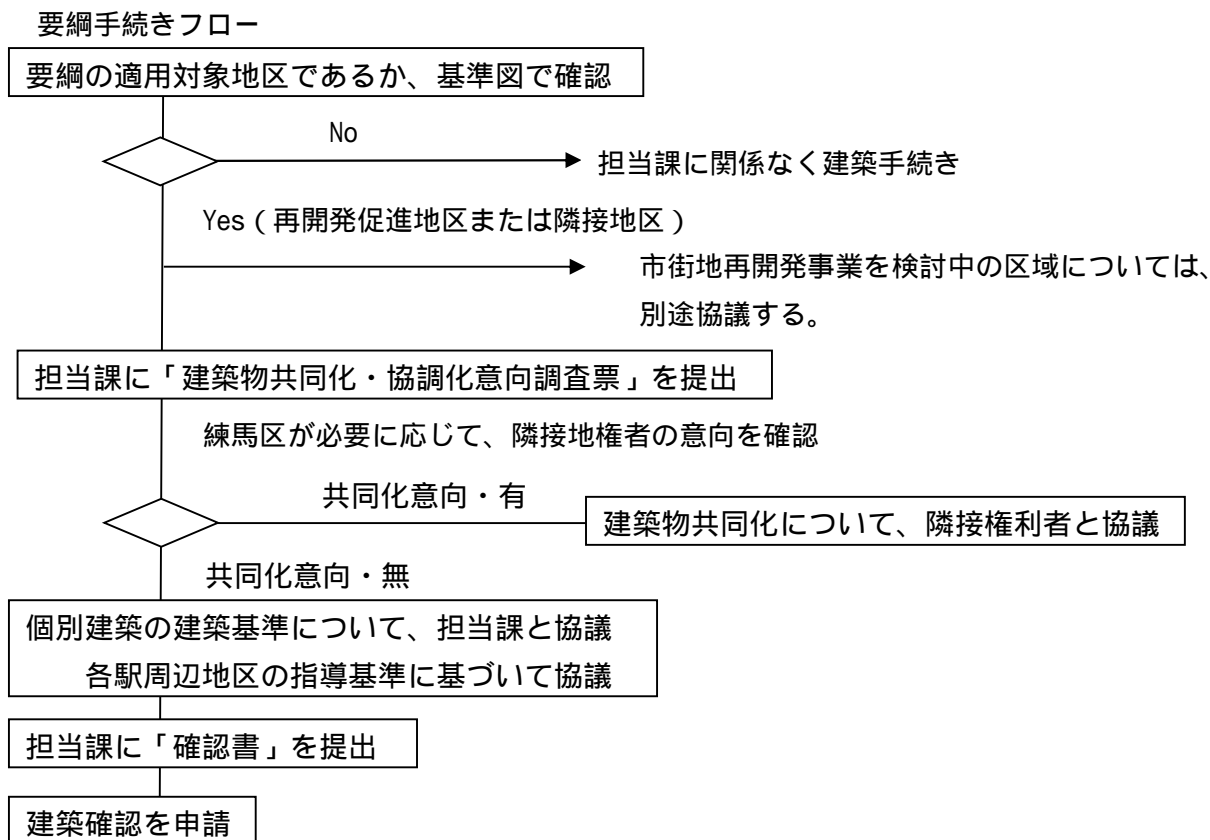 要綱手続きフロー
要綱の適用対象地区であるか、基準図で確認
No
担当課に関係なく建築手続き
Yes(再開発促進地区または隣接地区)
市街地再開発事業を検討中の区域については、
別途協議する。
担当課に「建築物共同化・協調化意向調査票」を提出
練馬区が必要に応じて、隣接地権者の意向を確認
共同化意向・有
建築物共同化について、隣接権利者と協議
共同化意向・無
個別建築の建築基準について、担当課と協議
各駅周辺地区の指導基準に基づいて協議
担当課に「確認書」を提出
建築確認を申請